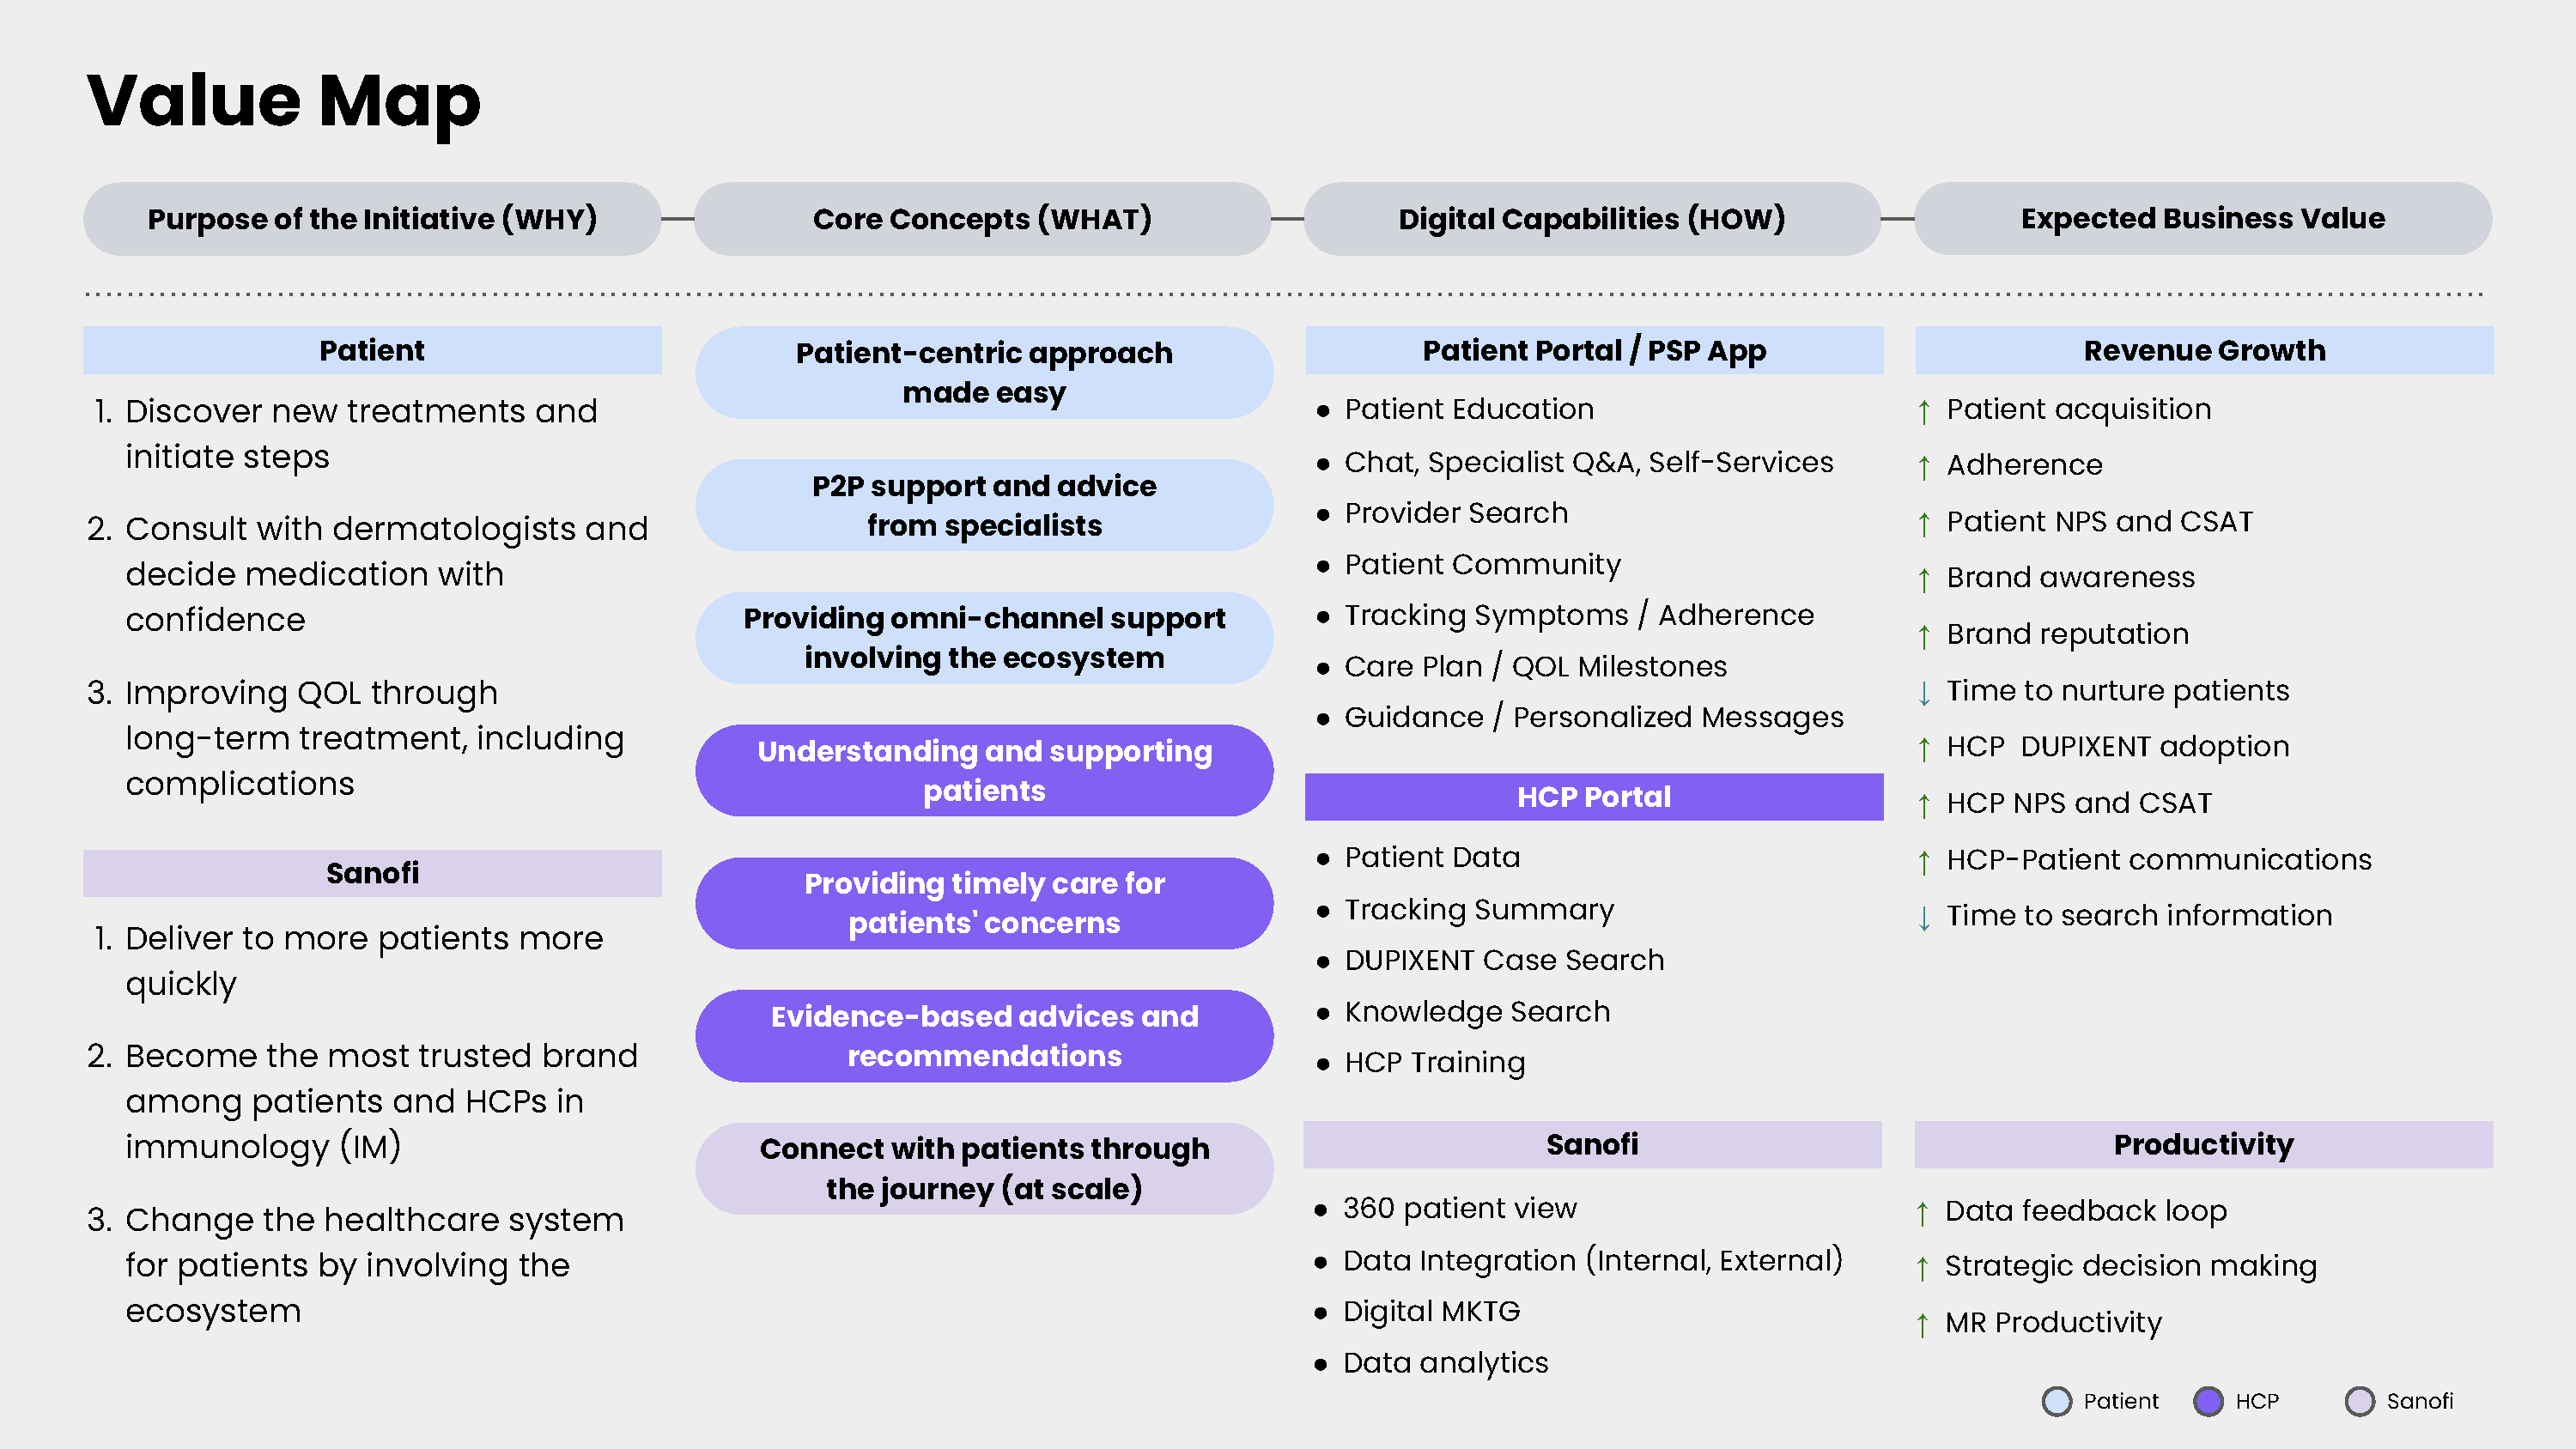 Value Map
Purpose of the Initiative (WHY)
Core Concepts (WHAT)
Digital Capabilities (HOW)
Expected Business Value
Patient
1. Discover new treatments and
initiate steps
2. Consult with dermatologists and
decide medication with
confidence
3. Improving QOL through
long-term treatment, including
complications
Sanofi
1. Deliver to more patients more
quickly
2. Become the most trusted brand
among patients and HCPs in
immunology (IM)
3. Change the healthcare system
for patients by involving the
ecosystem
Patient-centric approach
made easy
P2P support and advice
from specialists
Providing omni-channel support
involving the ecosystem
Understanding and supporting
patients
Providing timely care for
patients' concerns
Evidence-based advices and
recommendations
Connect with patients through
the journey (at scale)
Patient Portal / PSP App
● Patient Education
● Chat, Specialist Q&A, Self-Services
● Provider Search
● Patient Community
● Tracking Symptoms / Adherence
● Care Plan / QOL Milestones
● Guidance / Personalized Messages
HCP Portal
● Patient Data
● Tracking Summary
● DUPIXENT Case Search
● Knowledge Search
● HCP Training
Sanofi
● 360 patient view
● Data Integration (Internal, External)
● Digital MKTG
● Data analytics
Revenue Growth
↑ Patient acquisition
↑ Adherence
↑ Patient NPS and CSAT
↑ Brand awareness
↑ Brand reputation
↓ Time to nurture patients
↑ HCP DUPIXENT adoption
↑ HCP NPS and CSAT
↑ HCP-Patient communications
↓ Time to search information
Productivity
↑ Data feedback loop
↑ Strategic decision making
↑ MR Productivity
Patient
HCP
Sanofi